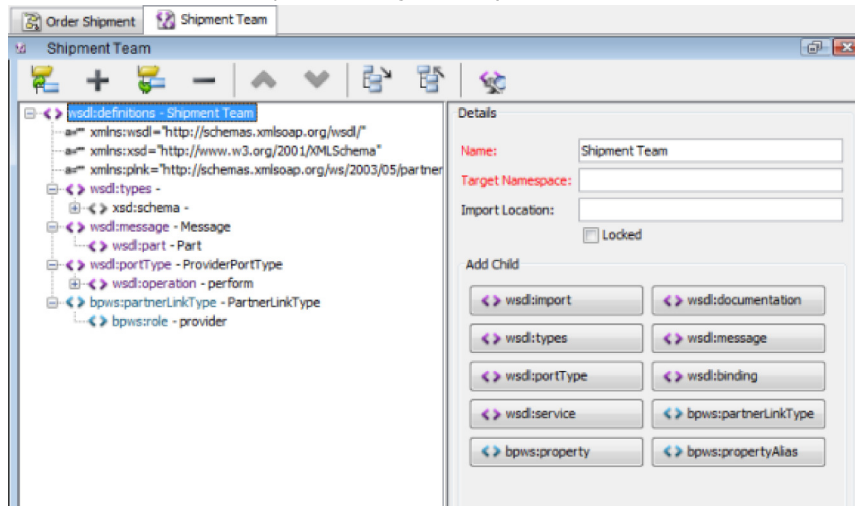 Order Shipment
Shipment Team
Shipment Team
wsdl:definitions - Shipment Team
xmlns:wsdl="http://schemas.xmlsoap.org/wsdl/"
xmlns:xsd="http://www.w3.org/2001/XMLSchema"
xmlns:plnk="http://schemas.xmlsoap.org/ws/2003/05/partner
wsdl:types -
xsd:schema -
wsdl:message - Message
wsdl:part - Part
wsdl:portType - ProviderPortType
wsdl:operation - perform
bpws:partnerLinkType - PartnerLinkType
bpws:role - provider
Details
Name: Shipment Team
Target Namespace:
Import Location:
Locked
Add Child
wsdl:import
wsdl:documentation
wsdl:types
wsdl:message
wsdl:portType
wsdl:binding
wsdl:service
bpws:partnerLinkType
bpws:property
bpws:propertyAlias